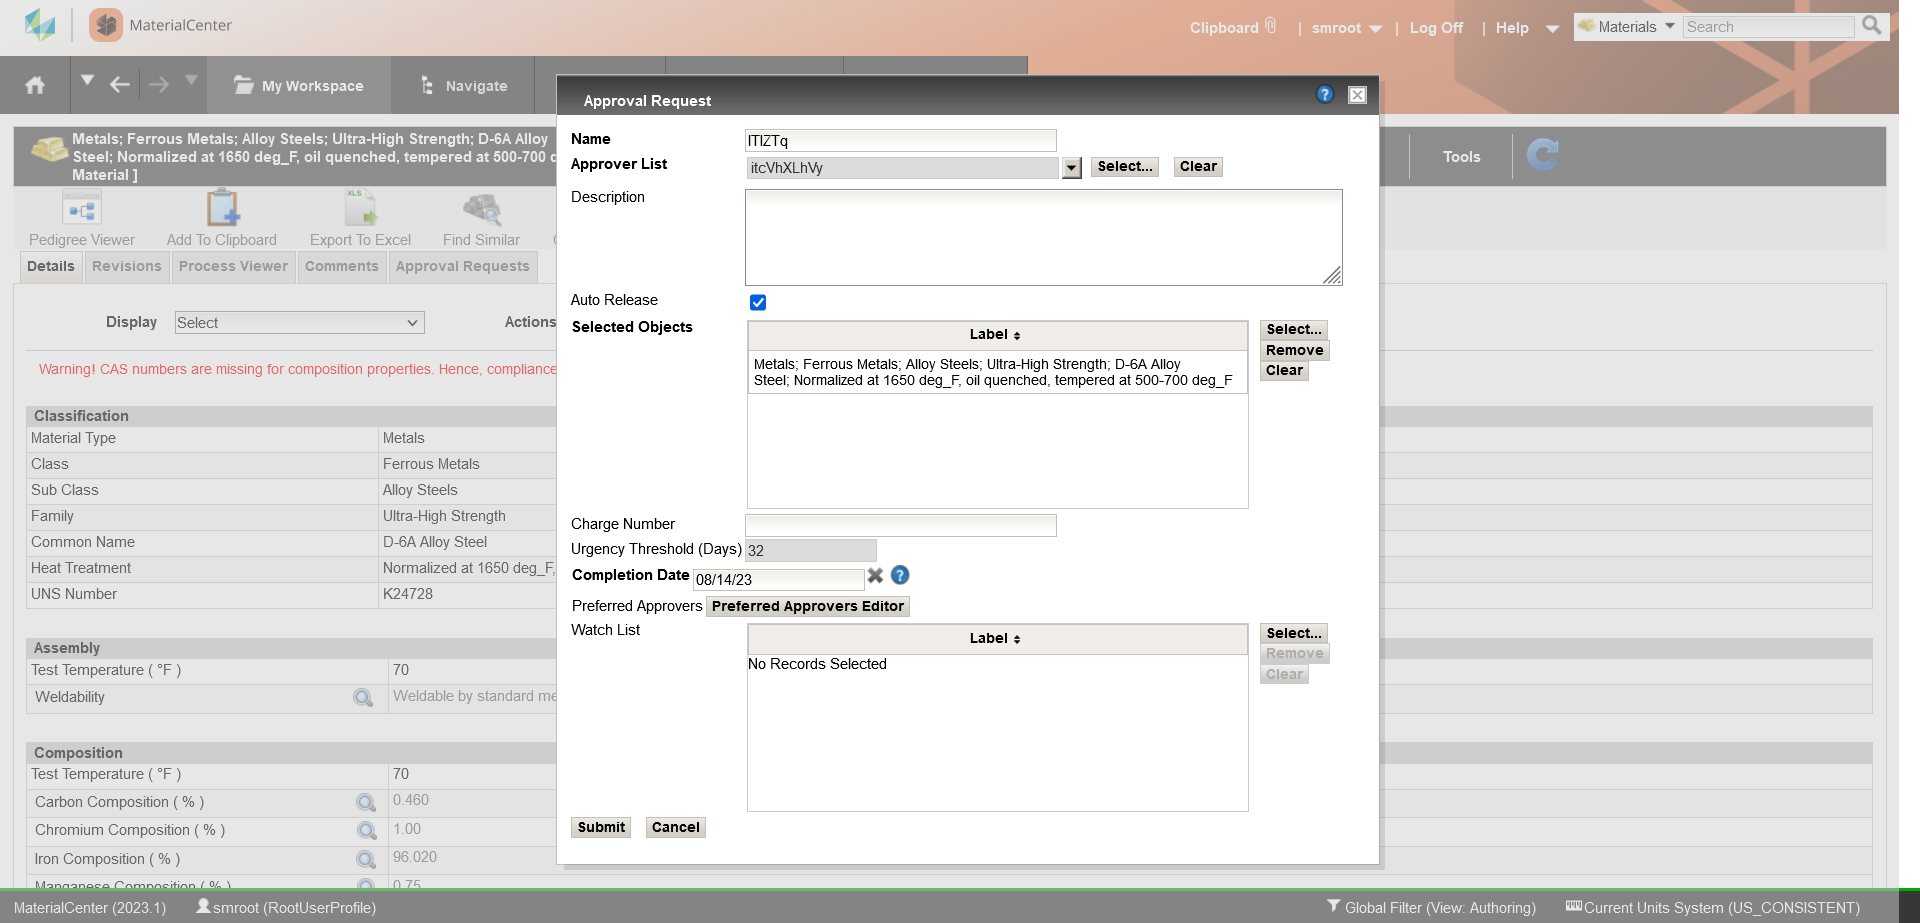 MaterialCenter
Clipboard | smroot | Log Off | Help
Materials
Search
My Workspace
Navigate
Metals; Ferrous Metals; Alloy Steels; Ultra-High Strength; D-6A Alloy
Steel; Normalized at 1650 deg_F, oil quenched, tempered at 500-700 d
Material ]
Tools
Pedigree Viewer
Add To Clipboard
XLS
Export To Excel
Find Similar
Details
Revisions
Process Viewer
Comments
Approval Requests
Display
Select
Actions
Warning! CAS numbers are missing for composition properties. Hence, compliance
Classification
Material Type Metals
Class Ferrous Metals
Sub Class Alloy Steels
Family Ultra-High Strength
Common Name D-6A Alloy Steel
Heat Treatment Normalized at 1650 deg_F,
UNS Number K24728
Assembly
Test Temperature ( °F ) 70
Weldability Weldable by standard me
Composition
Test Temperature ( °F ) 70
Carbon Composition ( % ) 0.460
Chromium Composition ( % ) 1.00
Iron Composition ( % ) 96.020
Manganese Composition ( % ) 0.75
Approval Request
Name
Approver List itcVhXLhVy Select... Clear
Description
Auto Release
Selected Objects
Label
Metals; Ferrous Metals; Alloy Steels; Ultra-High Strength; D-6A Alloy
Steel; Normalized at 1650 deg_F, oil quenched, tempered at 500-700 deg_F
Select...
Remove
Clear
Charge Number
Urgency Threshold (Days) 32
Completion Date 08/14/23
Preferred Approvers Preferred Approvers Editor
Watch List
Label
No Records Selected
Select...
Remove
Clear
Submit Cancel
MaterialCenter (2023.1)
smroot (RootUserProfile)
Global Filter (View: Authoring)
Current Units System (US_CONSISTENT)